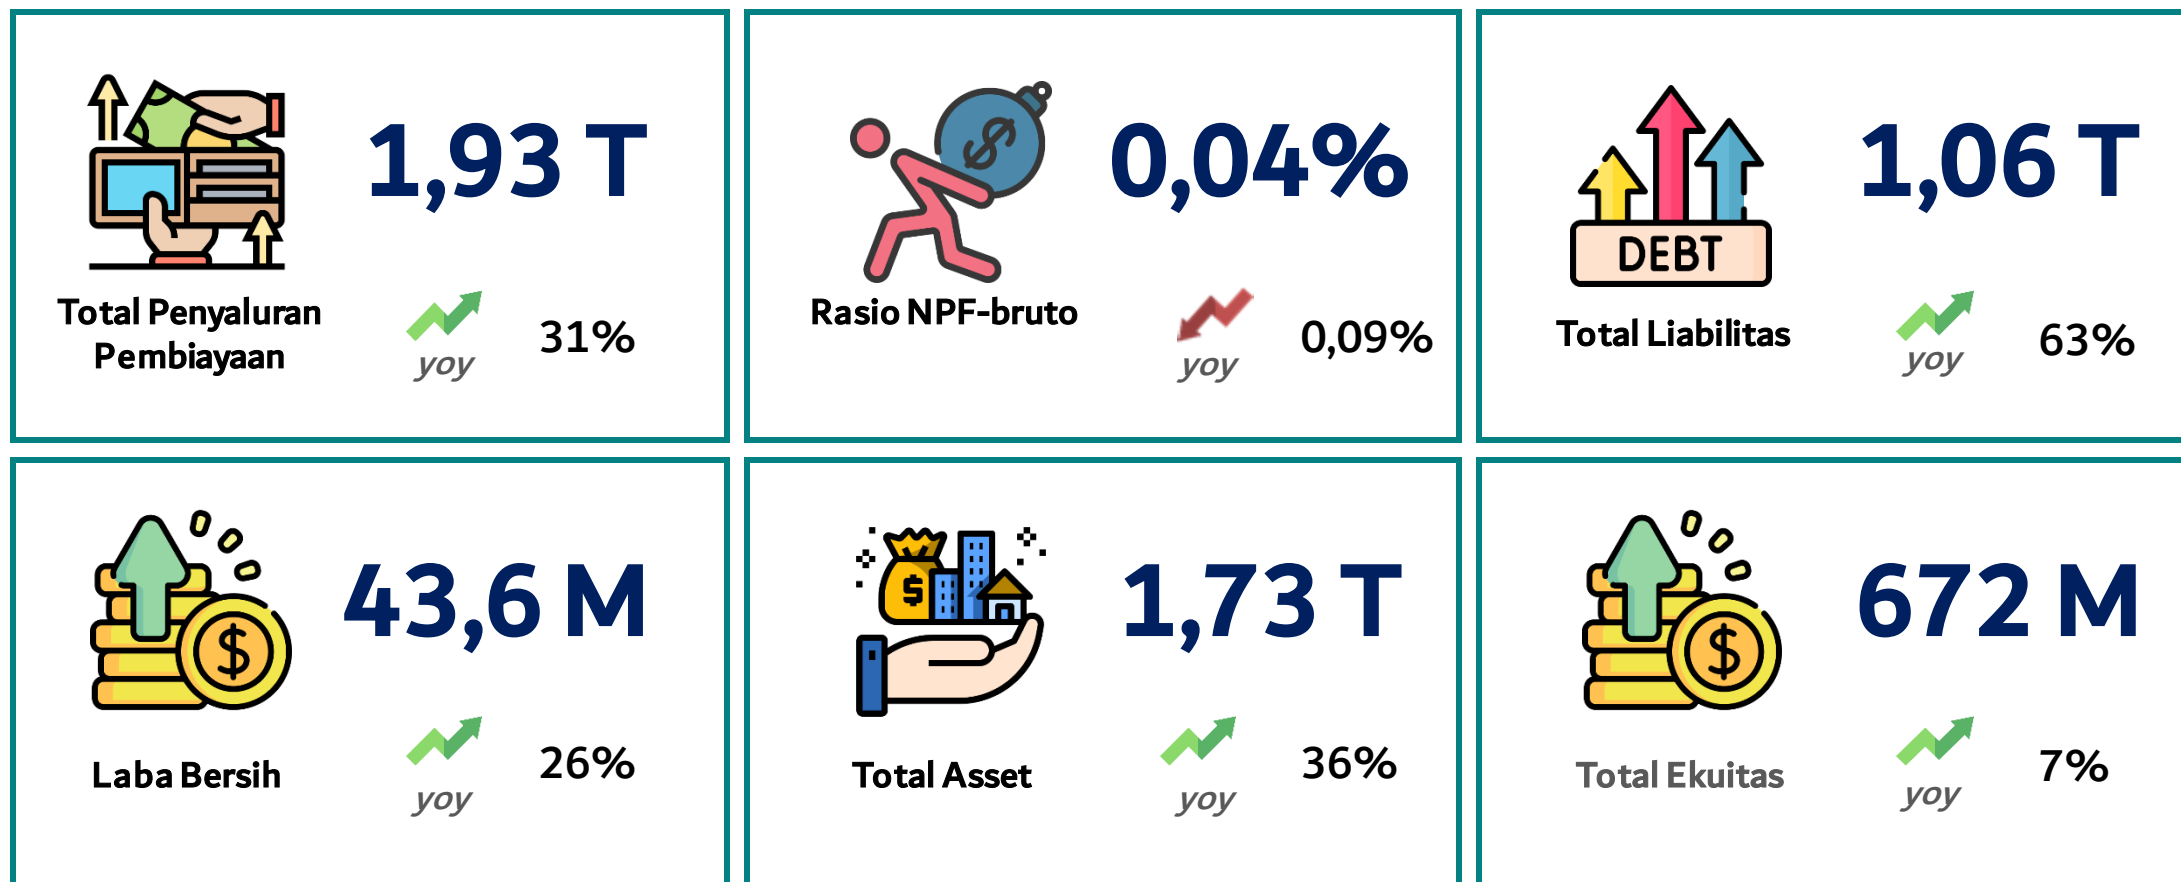 1,93 T
Total Penyaluran
Pembiayaan
yoy
31%
$
0,04%
Rasio NPF-bruto
yoy
0,09%
DEBT
1,06 T
Total Liabilitas
yoy
63%
$
43,6 M
Laba Bersih
yoy
26%
$
1,73 T
Total Asset
yoy
36%
$
672 M
Total Ekuitas
yoy
7%